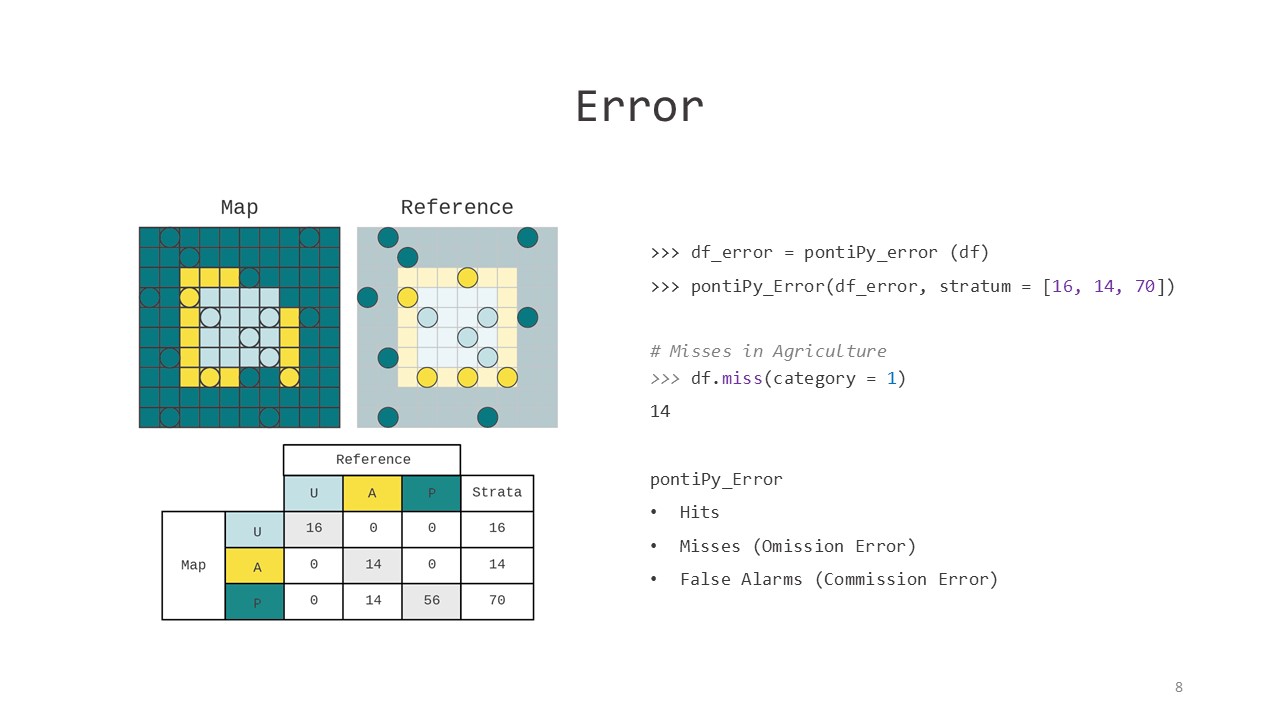 Error
Map
Reference
>>> df_error = pontiPy_error (df)
>>> pontiPy_Error(df_error, stratum = [16, 14, 70])
# Misses in Agriculture
>>> df.miss(category = 1)
14
pontiPy_Error
• Hits
• Misses (Omission Error)
• False Alarms (Commission Error)
Reference
U A P Strata
Map
U 16 0 0 16
A 0 14 0 14
P 0 14 56 70
8